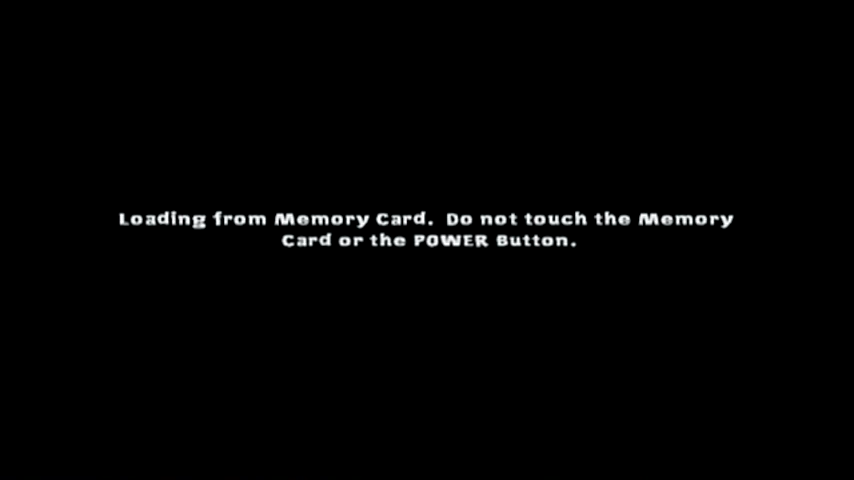 Loading from Memory Card.  Do not touch the Memory
Card or the POWER Button.